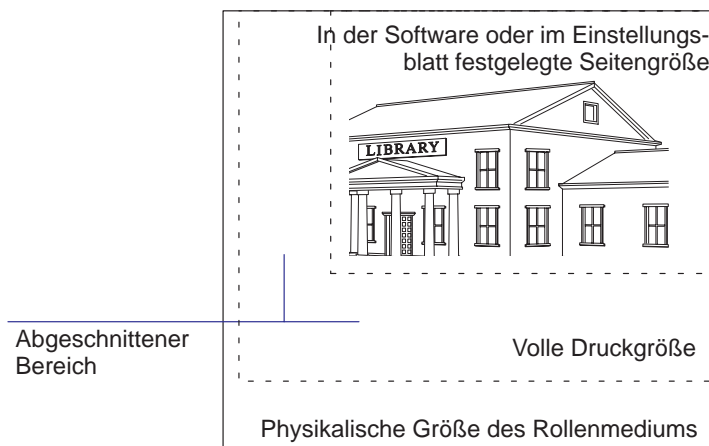 In der Software oder im Einstellungs-
blatt festgelegte Seitengröße
LIBRARY
Abgeschnittener
Bereich
Volle Druckgröße
Physikalische Größe des Rollenmediums